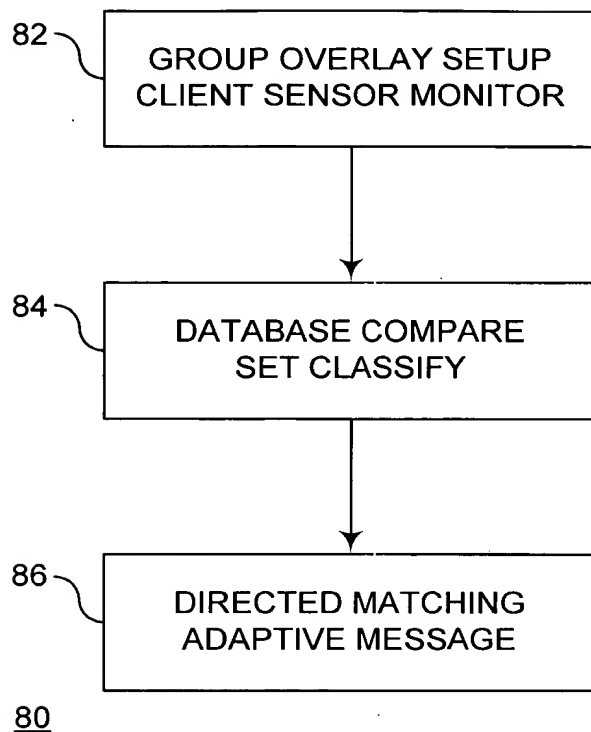 82
GROUP OVERLAY SETUP
CLIENT SENSOR MONITOR
84
DATABASE COMPARE
SET CLASSIFY
86
DIRECTED MATCHING
ADAPTIVE MESSAGE
80